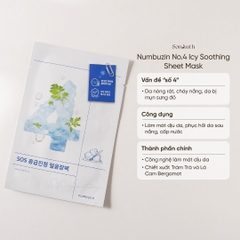 Numbuzin No.4 Icy Soothing
Sheet Mask
Vấn đề "số 4"
Da nóng rát, cháy nắng, da bị
mụn sưng đỏ
Công dụng
Làm mát dịu da, phục hồi da sau
nắng, cấp nước
Thành phần chính
Công nghệ làm mát dịu da
Chiết xuất Tràm Trà và Lá
Cam Bergamot
4
SOS 응급진정 얼음장벽
numbuzin